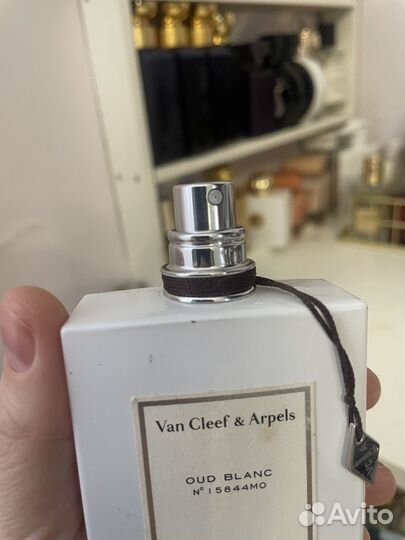 Van Cleef & Arpels
OUD BLANC
Nº 15844MO
Avito